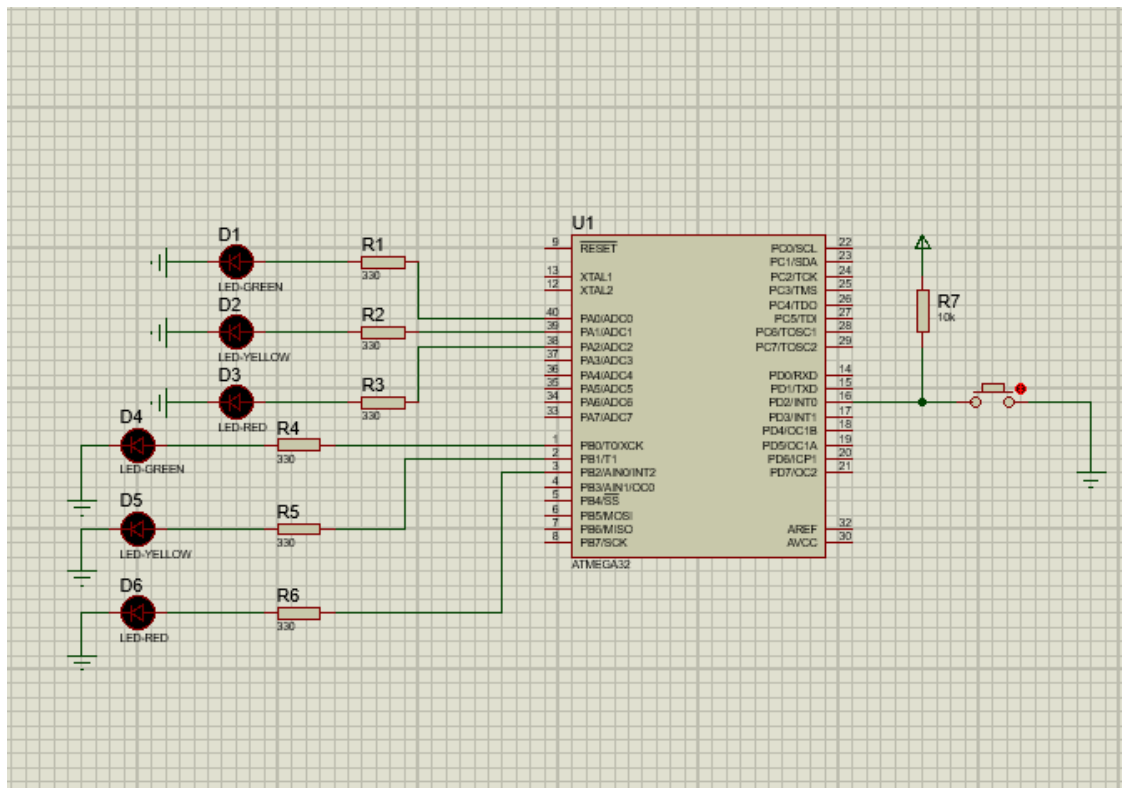 U1
D1
LED-GREEN
R1
330
D2
LED-YELLOW
R2
330
D3
LED-RED
R3
330
D4
LED-GREEN
R4
330
D5
LED-YELLOW
R5
330
D6
LED-RED
R6
330
9 RESET
13 XTAL1
12 XTAL2
40 PA0/ADC0
39 PA1/ADC1
38 PA2/ADC2
37 PA3/ADC3
36 PA4/ADC4
35 PA5/ADC5
34 PA6/ADC6
33 PA7/ADC7
1 PB0/T0/XCK
2 PB1/T1
3 PB2/AIN0/INT2
4 PB3/AIN1/OC0
5 PB4/SS
6 PB5/MOSI
7 PB6/MISO
8 PB7/SCK
PC0/SCL 22
PC1/SDA 23
PC2/TCK 24
PC3/TMS 25
PC4/TDO 26
PC5/TDI 27
PC6/TOSC1 28
PC7/TOSC2 29
PD0/RXD 14
PD1/TXD 15
PD2/INT0 16
PD3/INT1 17
PD4/OC1B 18
PD5/OC1A 19
PD6/ICP1 20
PD7/OC2 21
AREF 32
AVCC 30
ATMEGA32
R7
10k